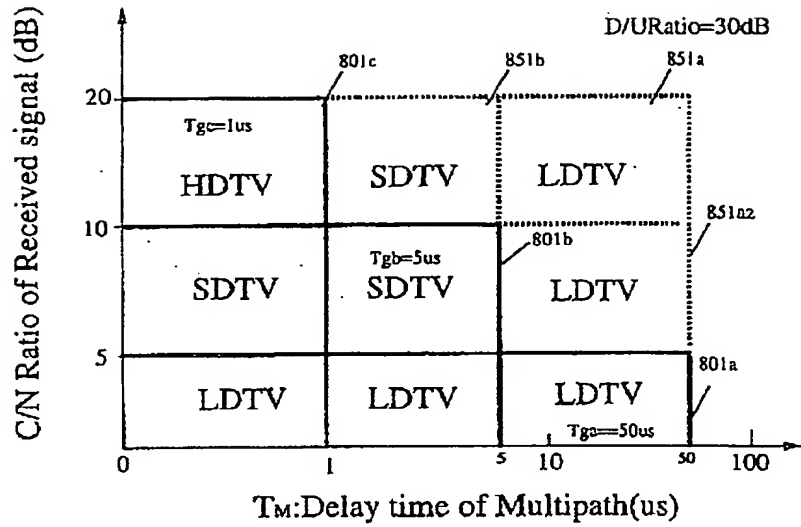 D/URatio=30dB
801c
851b
851a
C/N Ratio of Received signal (dB)
20
Tgc=1us
HDTV
SDTV
LDTV
10
851a2
801b
Tgb=5us
SDTV
SDTV
LDTV
5
801a
LDTV
LDTV
LDTV
Tga=50us
0
1
5
10
50
100
TM:Delay time of Multipath(us)